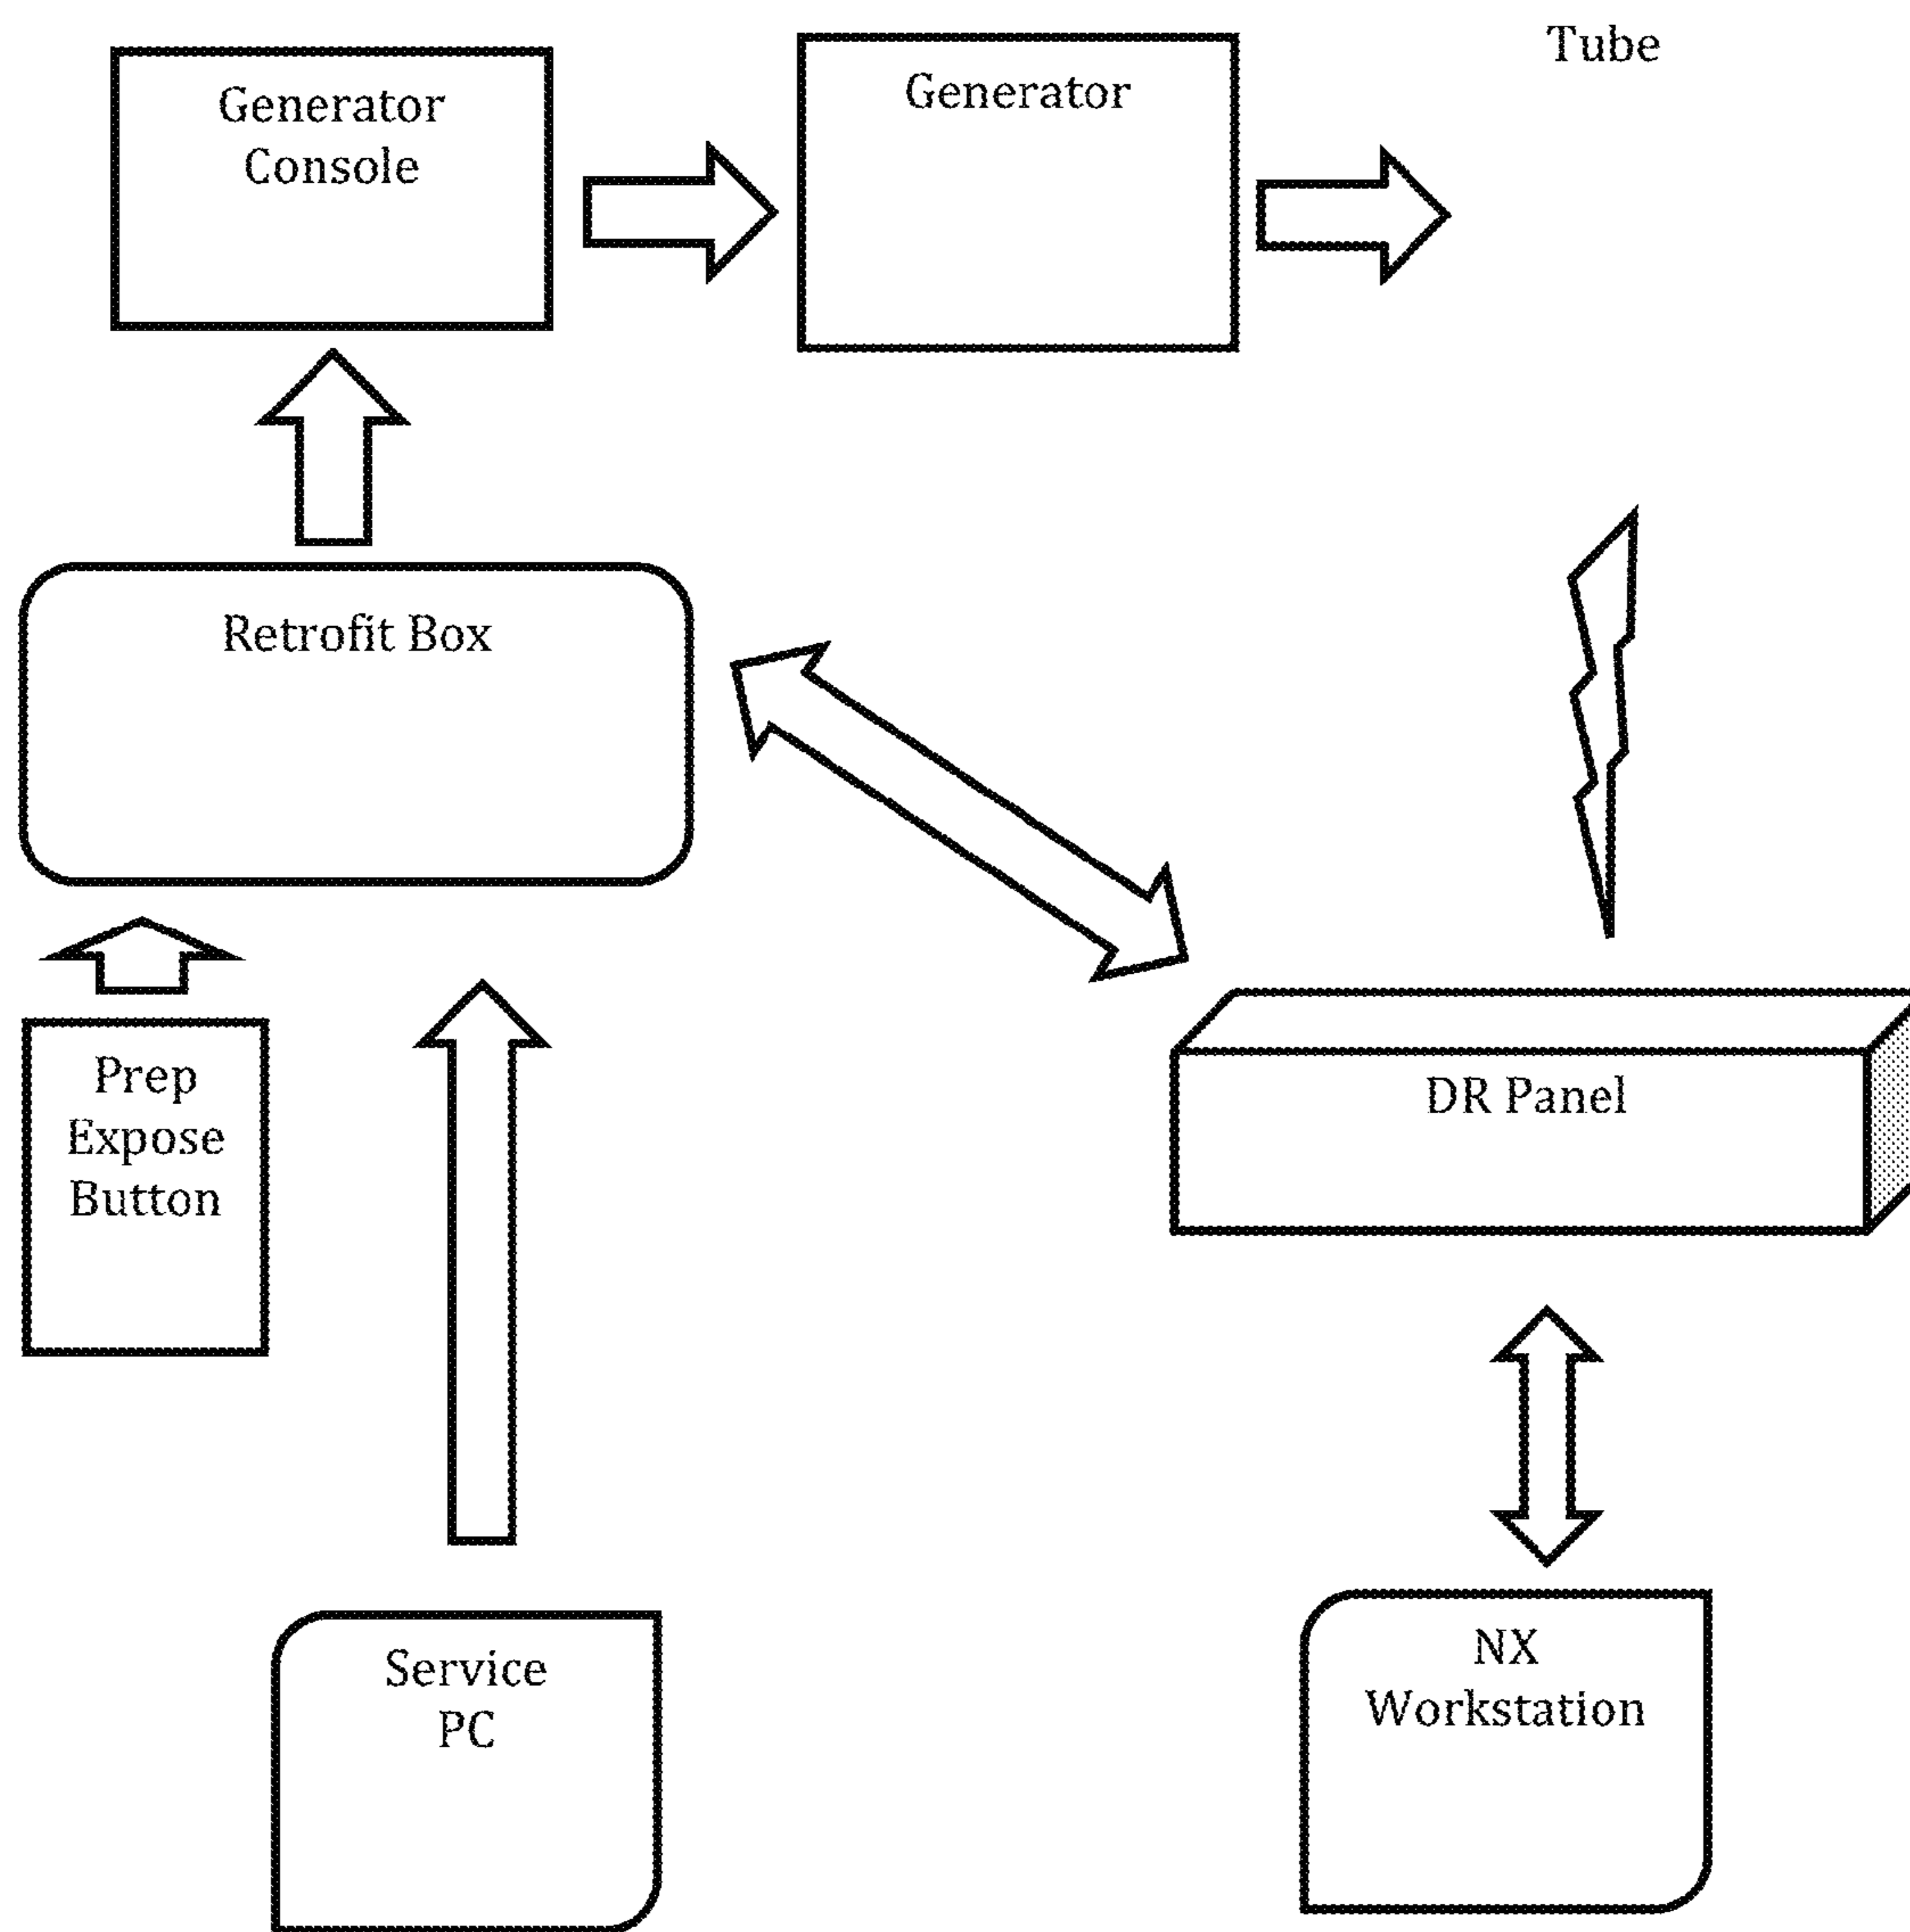 Generator
Console
Generator
Tube
Retrofit Box
Prep
Expose
Button
DR Panel
Service
PC
NX
Workstation